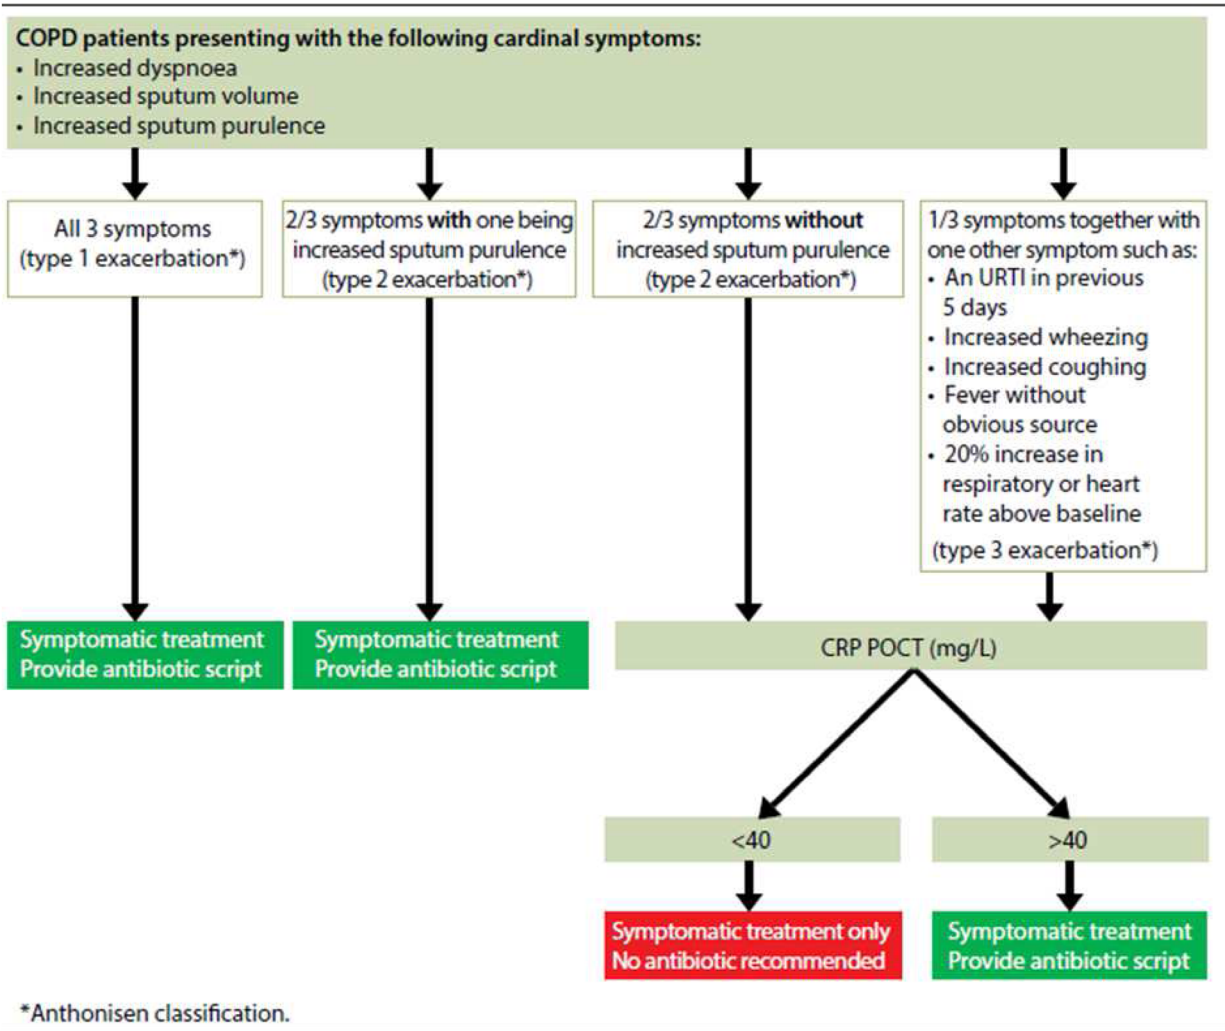 COPD patients presenting with the following cardinal symptoms:
• Increased dyspnoea
• Increased sputum volume
• Increased sputum purulence
All 3 symptoms
(type 1 exacerbation*)
2/3 symptoms with one being
increased sputum purulence
(type 2 exacerbation*)
2/3 symptoms without
increased sputum purulence
(type 2 exacerbation*)
1/3 symptoms together with
one other symptom such as:
• An URTI in previous
5 days
• Increased wheezing
• Increased coughing
• Fever without
obvious source
• 20% increase in
respiratory or heart
rate above baseline
(type 3 exacerbation*)
Symptomatic treatment
Provide antibiotic script
Symptomatic treatment
Provide antibiotic script
CRP POCT (mg/L)
<40
>40
Symptomatic treatment only
No antibiotic recommended
Symptomatic treatment
Provide antibiotic script
*Anthonisen classification.